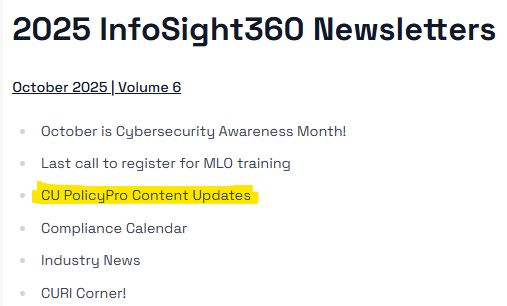 2025 InfoSight360 Newsletters
October 2025 | Volume 6
October is Cybersecurity Awareness Month!
Last call to register for MLO training
CU PolicyPro Content Updates
Compliance Calendar
Industry News
CURI Corner!